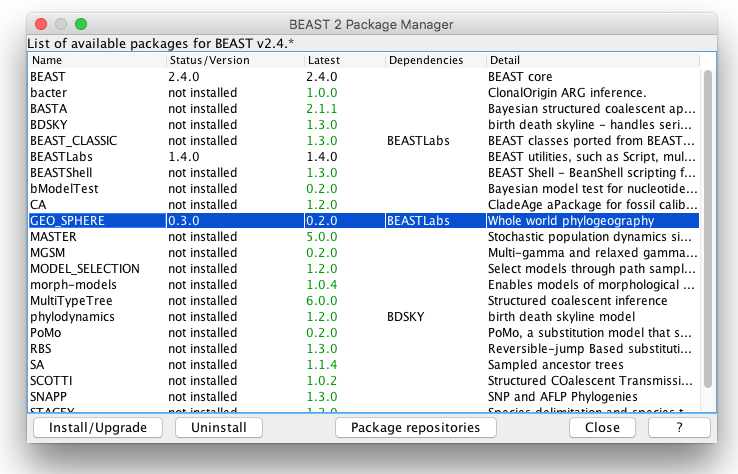 BEAST 2 Package Manager
List of available packages for BEAST v2.4.*
Name Status/Version Latest Dependencies Detail
BEAST 2.4.0 2.4.0 BEAST core
bacter not installed 1.0.0 ClonalOrigin ARG inference.
BASTA not installed 2.1.1 Bayesian structured coalescent ap...
BDSKY not installed 1.3.0 birth death skyline - handles seri...
BEAST_CLASSIC not installed 1.3.0 BEASTLabs BEAST classes ported from BEAST...
BEASTLabs 1.4.0 1.4.0 BEAST utilities, such as Script, mul...
BEASTShell not installed 1.3.0 BEAST Shell - BeanShell scripting f...
bModelTest not installed 0.2.0 Bayesian model test for nucleotide...
CA not installed 1.2.0 CladeAge aPackage for fossil calib...
GEO_SPHERE 0.3.0 0.2.0 BEASTLabs Whole world phylogeography
MASTER not installed 5.0.0 Stochastic population dynamics si...
MGSM not installed 0.2.0 Multi-gamma and relaxed gamma...
MODEL_SELECTION not installed 1.2.0 Select models through path sampl...
morph-models not installed 1.0.4 Enables models of morphological ...
MultiTypeTree not installed 6.0.0 Structured coalescent inference
phylodynamics not installed 1.2.0 BDSKY birth death skyline model
PoMo not installed 0.2.0 PoMo, a substitution model that s...
RBS not installed 1.3.0 Reversible-jump Based substituti...
SA not installed 1.1.4 Sampled ancestor trees
SCOTTI not installed 1.0.2 Structured COalescent Transmissi...
SNAPP not installed 1.3.0 SNP and AFLP Phylogenies
STACEY not installed 1.2.0 Species delimitation and species t...
Install/Upgrade Uninstall Package repositories Close ?